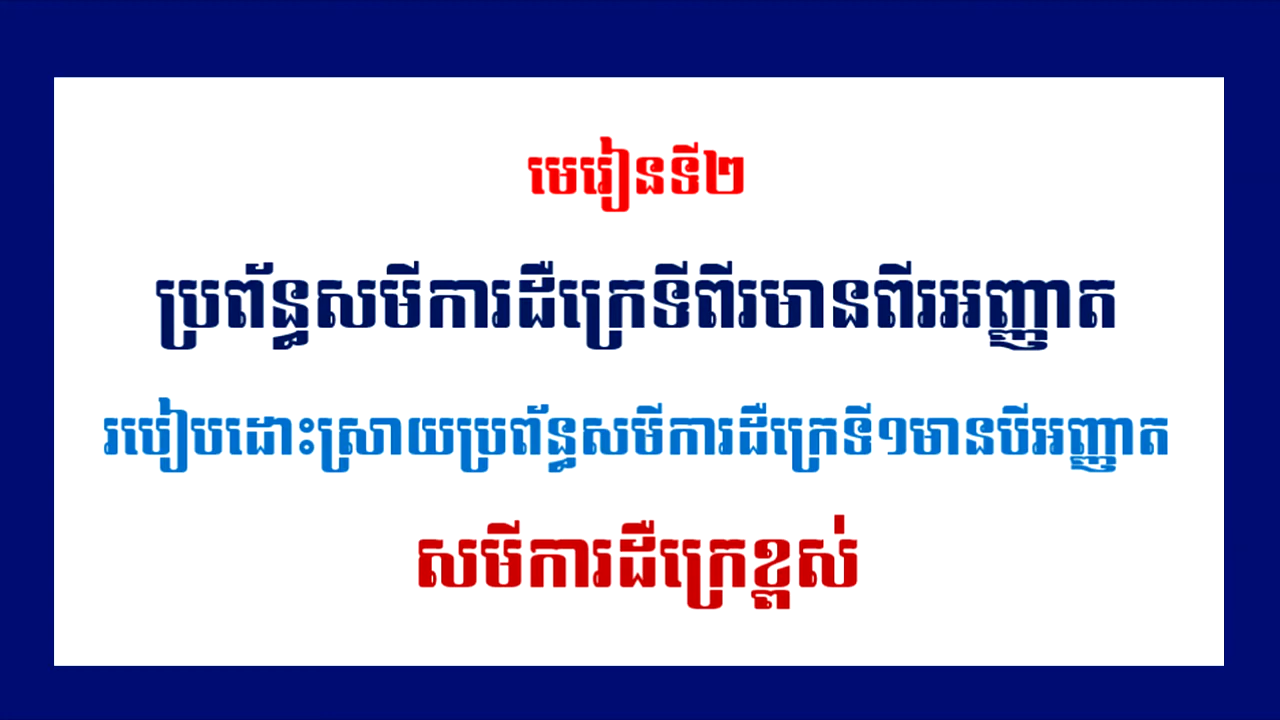 មេរៀនទី២
ប្រព័ន្ធសមីការដឺក្រេទីពីរមានពីរអញ្ញាត
របៀបដោះស្រាយប្រព័ន្ធសមីការដឺក្រេទី១មានបីអញ្ញាត
សមីការដឺក្រេខ្ពស់